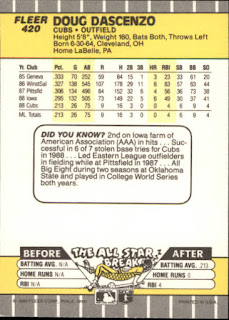 FLEER 420
DOUG DASCENZO
CUBS • OUTFIELD
Height 5'8", Weight 160, Bats Both, Throws Left
Born 6-30-64, Cleveland, OH
Home LaBelle, PA
Yr. Club Pct. G AB H 2B 3B HR RBI SB BB SO
85 Geneva .333 70 252 59 84 15 1 3 23 33 20
86 WinstSal .327 138 545 107 178 29 11 6 83 57 63 44
87 Pittsfld .306 134 496 84 152 32 6 4 56 36 73 38
88 Iowa .295 132 505 73 149 22 5 6 49 30 37 41
88 Cubs .213 26 75 9 16 3 0 0 4 6 9 4
ML Totals .213 26 75 9 16 3 0 0 4 6 9 4
DID YOU KNOW? 2nd on Iowa farm of
American Association (AAA) in hits . . . Suc-
cessful in 6 of 7 stolen base tries for Cubs
in 1988 . . . Led Eastern League outfielders
in fielding while at Pittsfield in 1987 . . . All
Big Eight during two seasons at Oklahoma
State and played in College World Series
both years.
BEFORE THE ALL STAR BREAK AFTER
BATTING AVG. N/A BATTING AVG. .213
HOME RUNS N/A HOME RUNS 0
RBI N/A RBI 4
PRINTED IN U.S.A.